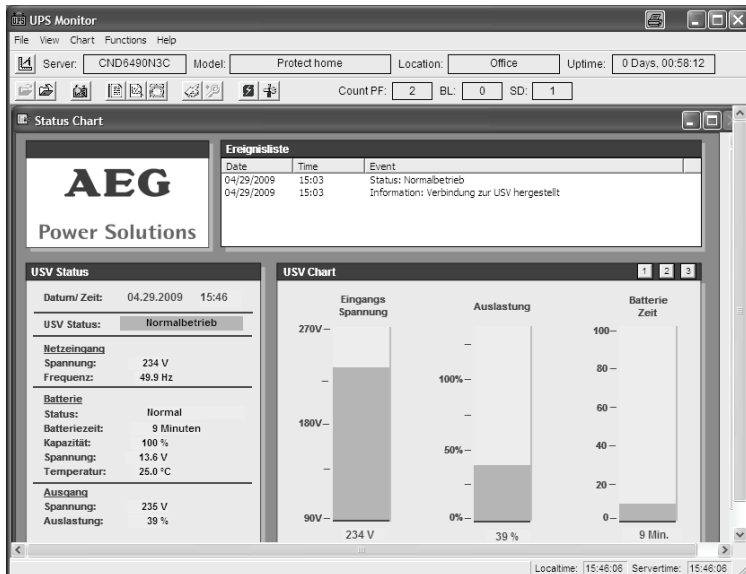 UPS Monitor
File View Chart Functions Help
Server: CND6490N3C Model: Protect home Location: Office Uptime: 0 Days, 00:58:12
Count PF: 2 BL: 0 SD: 1
Status Chart
AEG
Power Solutions
Ereignisliste
Date Time Event
04/29/2009 15:03 Status: Normalbetrieb
04/29/2009 15:03 Information: Verbindung zur USV hergestellt
USV Status
Datum/ Zeit: 04.29.2009 15:46
USV Status: Normalbetrieb
Netzeingang
Spannung: 234 V
Frequenz: 49.9 Hz
Batterie
Status: Normal
Batteriezeit: 9 Minuten
Kapazität: 100 %
Spannung: 13.6 V
Temperatur: 25.0 °C
Ausgang
Spannung: 235 V
Auslastung: 39 %
USV Chart 1 2 3
Eingangs
Spannung
270V
180V
90V
234 V
Auslastung
100%
50%
0%
39 %
Batterie
Zeit
100
80
60
40
20
0
9 Min.
Localtime: 15:46:06 Servertime: 15:46:06